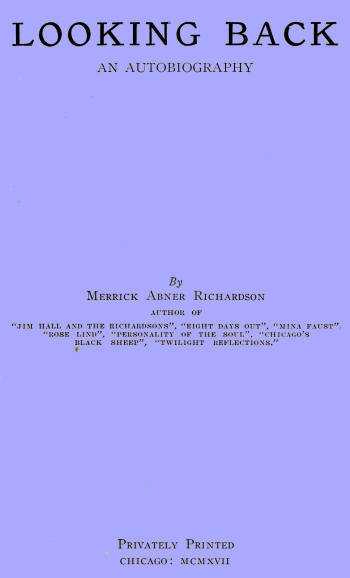 LOOKING BACK
AN AUTOBIOGRAPHY
By
MERRICK ABNER RICHARDSON
AUTHOR OF
"JIM HALL AND THE RICHARDSONS", "EIGHT DAYS OUT", "MINA FAUST",
"ROSE LIND", "PERSONALITY OF THE SOUL", "CHICAGO'S
BLACK SHEEP", "TWILIGHT REFLECTIONS."
PRIVATELY PRINTED
CHICAGO: MCMXVII